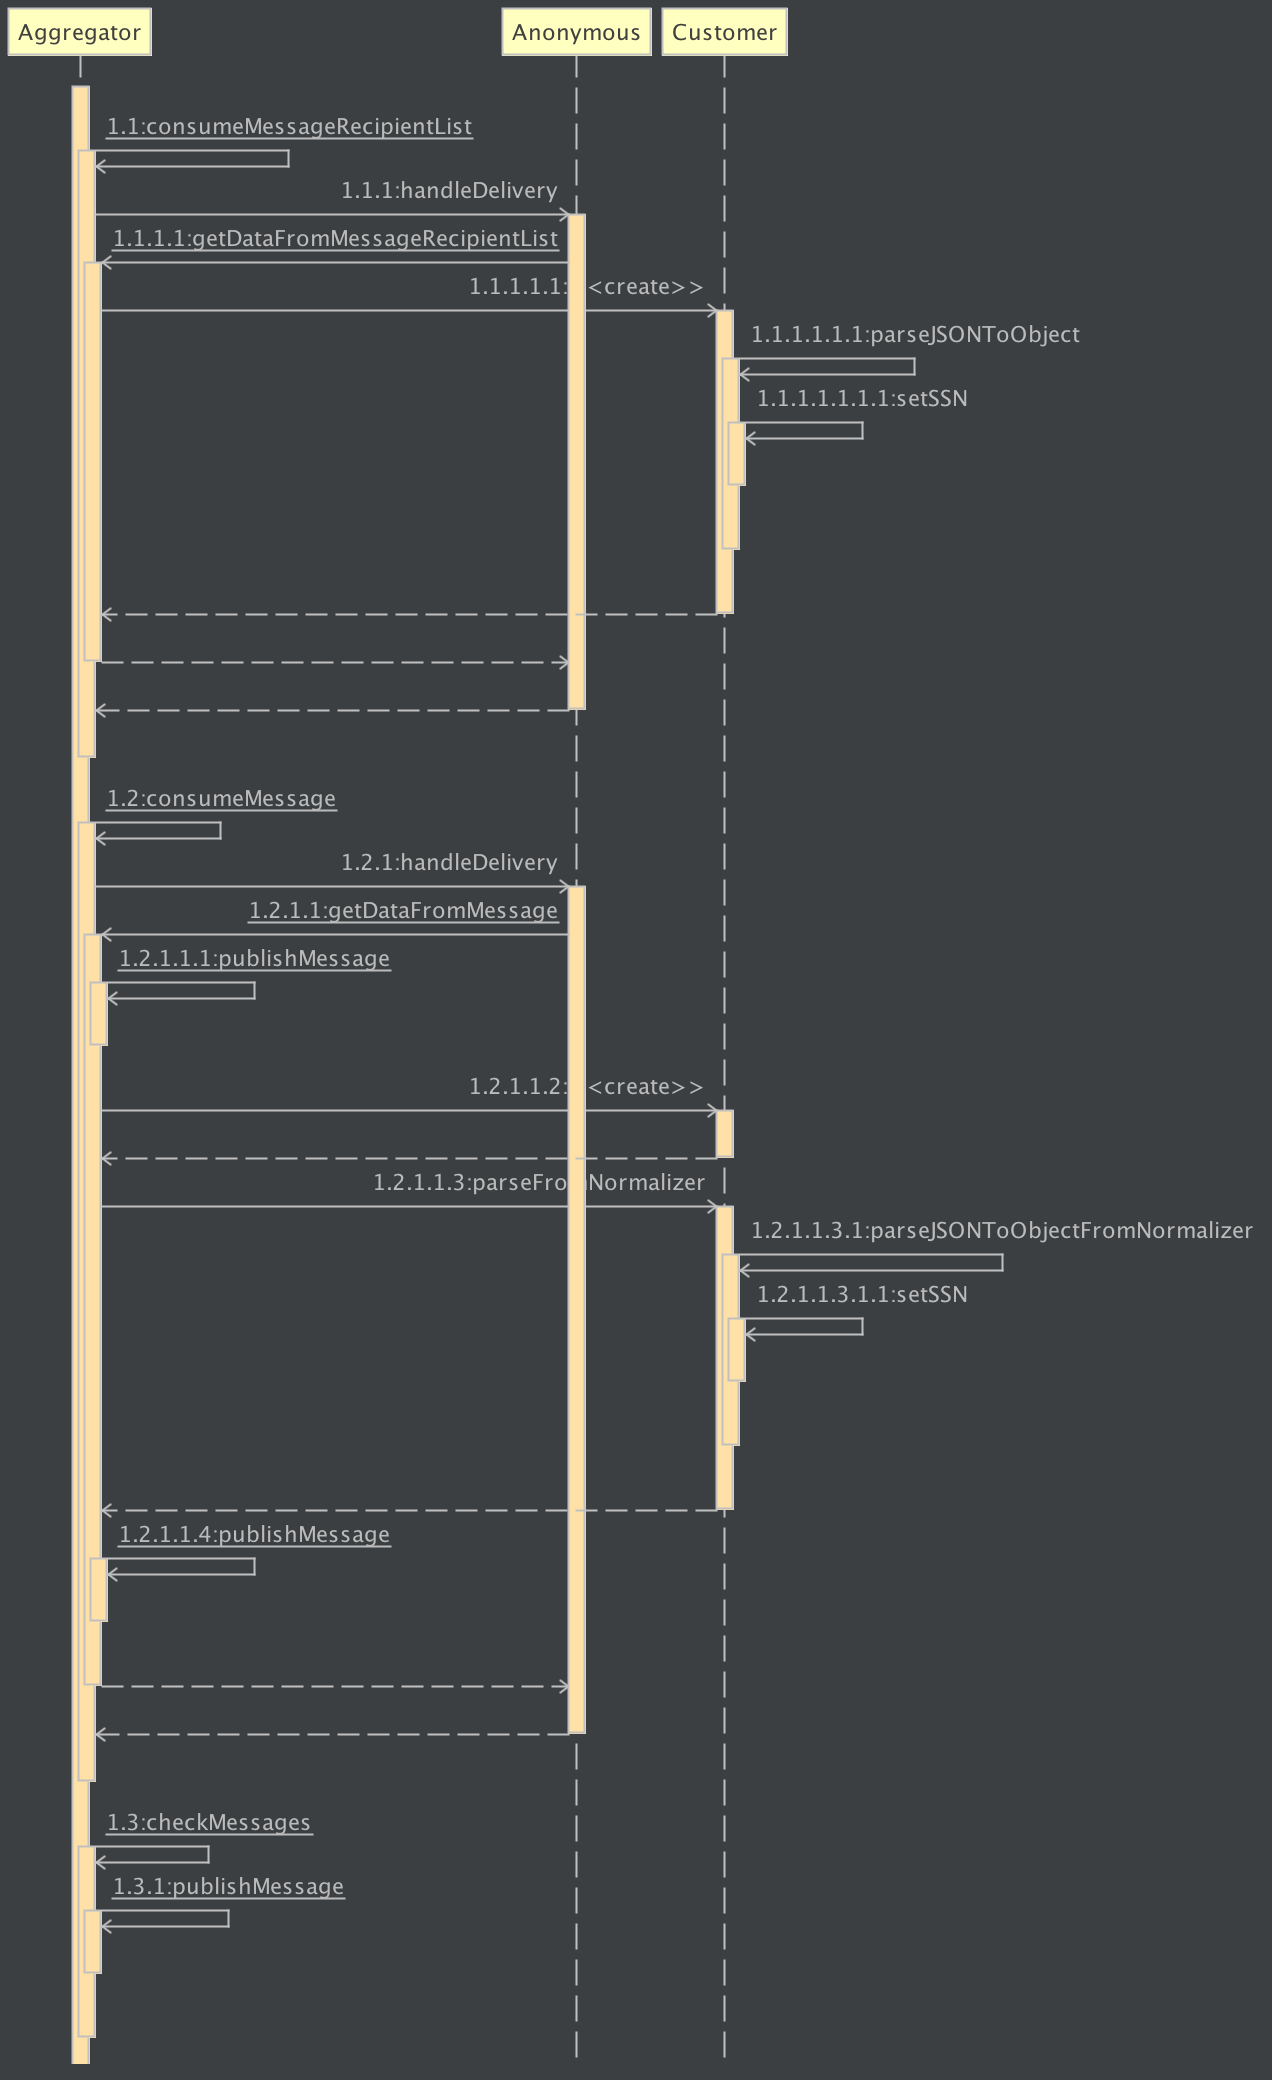 Aggregator Anonymous Customer
1.1:consumeMessageRecipientList
1.1.1:handleDelivery
1.1.1.1:getDataFromMessageRecipientList
1.1.1.1.1: <create>>
1.1.1.1.1.1:parseJSONToObject
1.1.1.1.1.1.1:setSSN
1.2:consumeMessage
1.2.1:handleDelivery
1.2.1.1:getDataFromMessage
1.2.1.1.1:publishMessage
1.2.1.1.2: <create>>
1.2.1.1.3:parseFromNormalizer
1.2.1.1.3.1:parseJSONToObjectFromNormalizer
1.2.1.1.3.1.1:setSSN
1.2.1.1.4:publishMessage
1.3:checkMessages
1.3.1:publishMessage